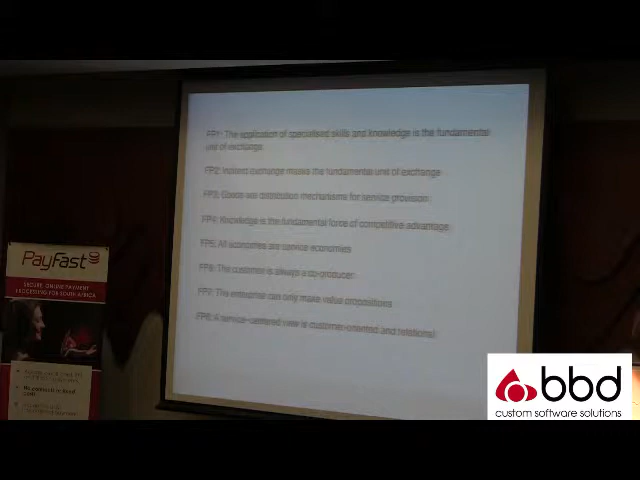 FP1: The application of specialised skills and knowledge is the fundamental
unit of exchange.
FP2: Indirect exchange masks the fundamental unit of exchange
FP3: Goods are distribution mechanisms for service provision
FP4: Knowledge is the fundamental force of competitive advantage
FP5: All economies are service economies
FP6: The customer is always a co-producer
FP7: The enterprise can only make value propositions
FP8: A service-centered view is customer-oriented and relational
PayFast
SECURE, ONLINE PAYMENT
PROCESSING FOR SOUTH AFRICA
bbd
custom software solutions